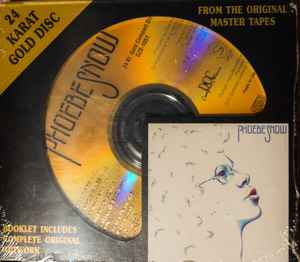 24
KARAT
GOLD DISC
FROM THE ORIGINAL
MASTER TAPES
PHOEBE SNOW
PHOEBE SNOW
BOOKLET INCLUDES
COMPLETE ORIGINAL
ARTWORK